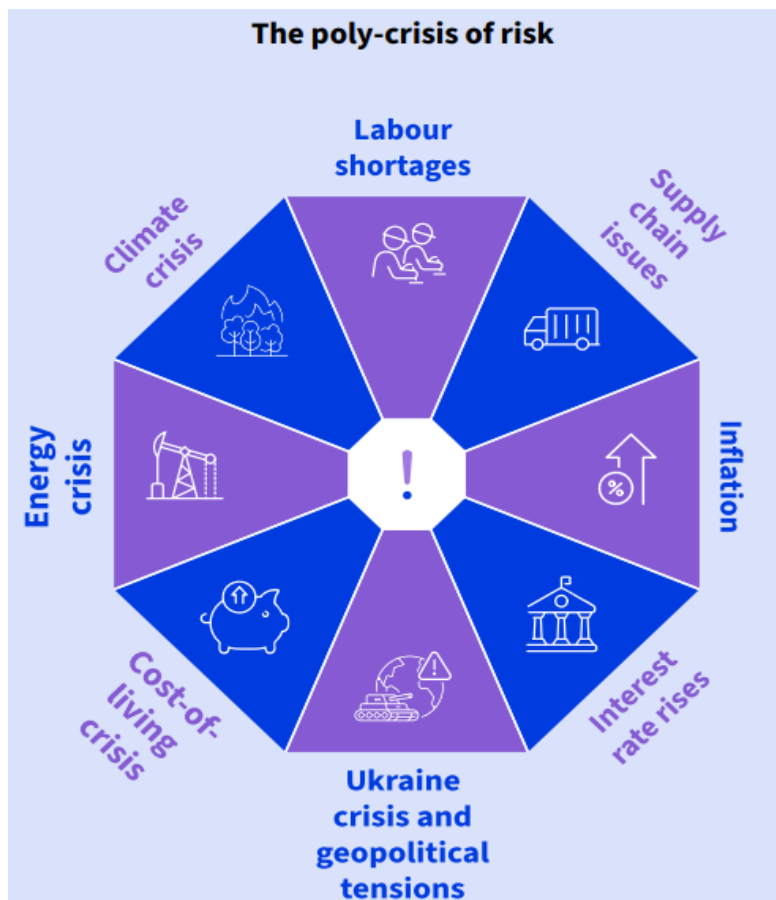 The poly-crisis of risk
Labour
shortages
Supply
chain
issues
Inflation
%
Interest
rate rises
Ukraine
crisis and
geopolitical
tensions
Cost-of-
living
crisis
Energy
crisis
Climate
crisis
!
!